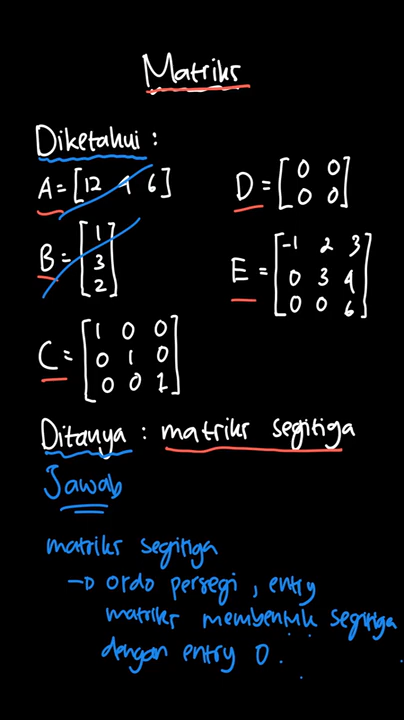 Matriks
Diketahui :
A = [12 4 6]
B = [1
3
2]
C = [1 0 0
0 1 0
0 0 1]
D = [0 0
0 0]
E = [-1 2 3
0 3 4
0 0 6]
Ditanya : matriks segitiga
Jawab
matriks segitiga
→ ordo persegi, entry
matriks membentuk segitiga
dengan entry 0.